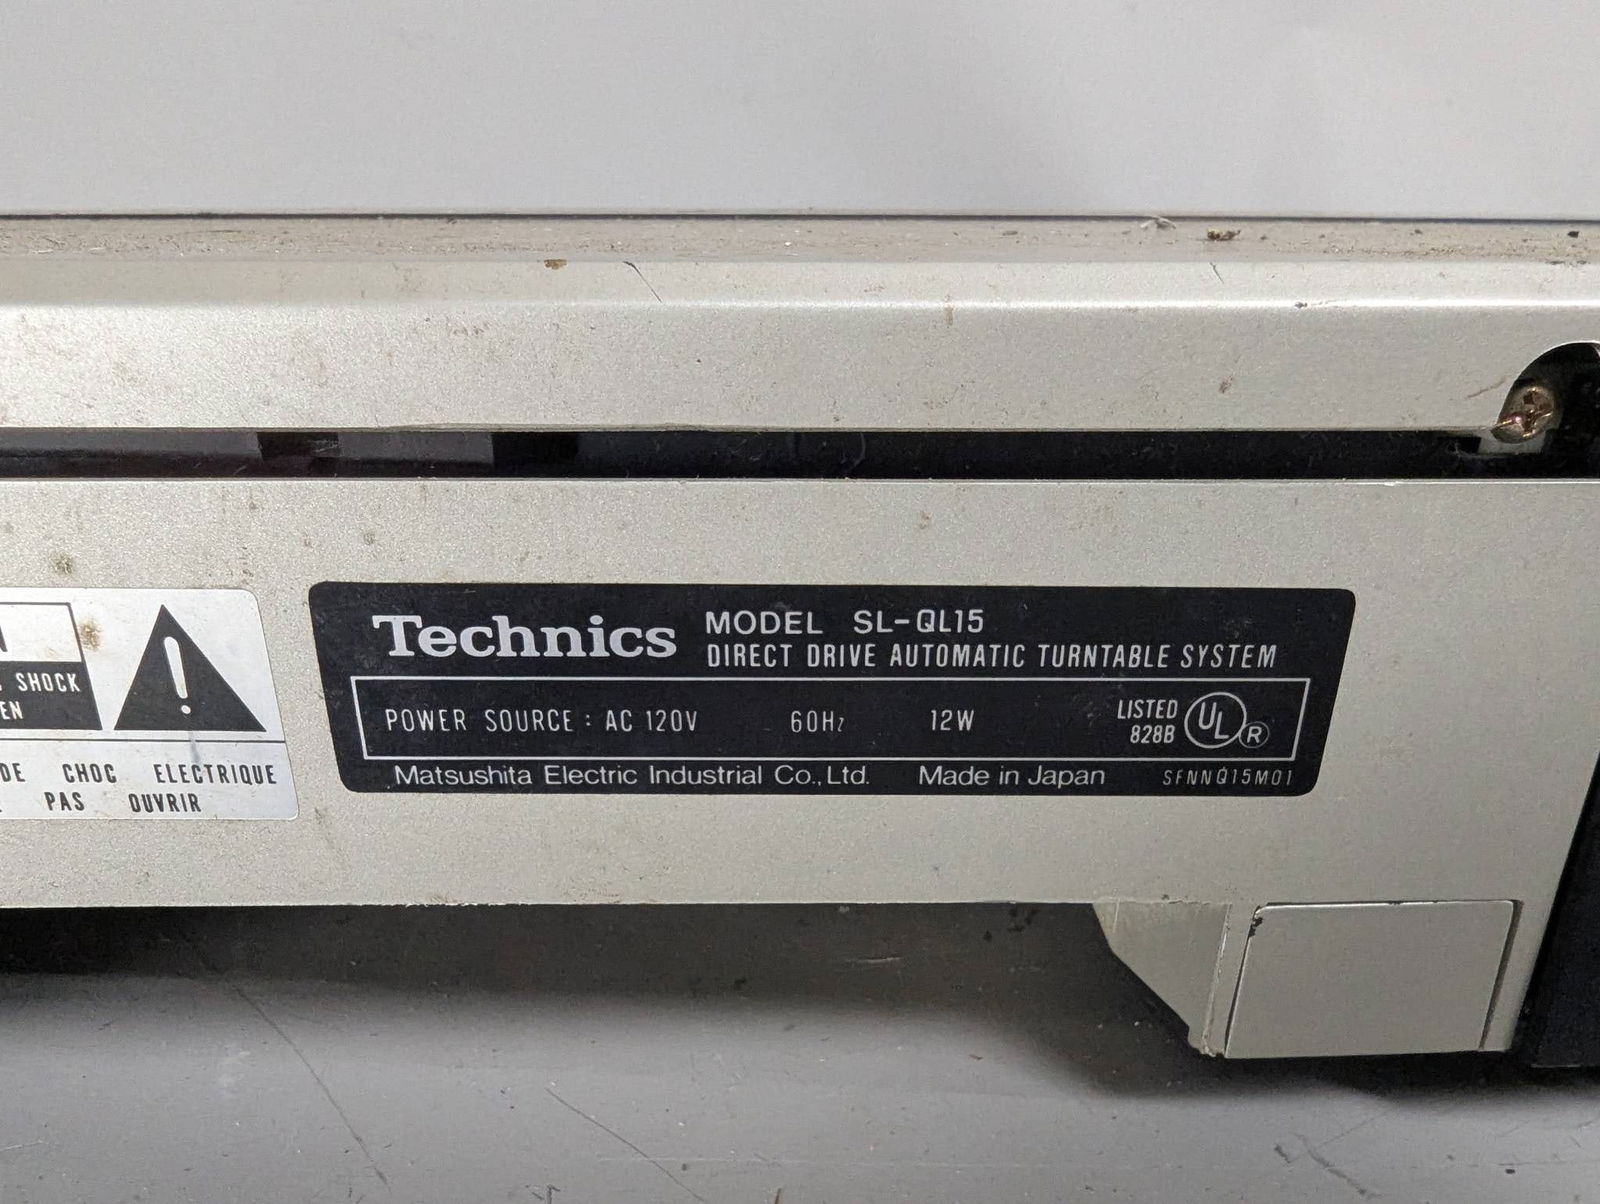 SHOCK
EN
DE CHOC ELECTRIQUE
PAS OUVRIR
Technics MODEL SL-QL15
DIRECT DRIVE AUTOMATIC TURNTABLE SYSTEM
POWER SOURCE : AC 120V 60Hz 12W LISTED 828B UL R
Matsushita Electric Industrial Co., Ltd. Made in Japan SFNNQ15M01